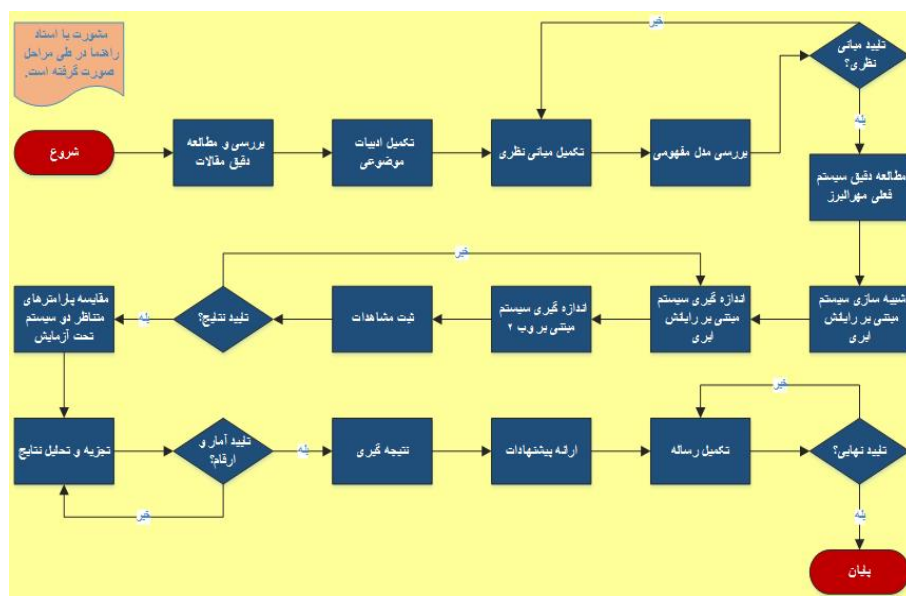 مشورت با استاد
راهنما در طی مراحل
صورت گرفته است.
خیر
تایید مبانی
نظری؟
بله
شروع
بررسی و مطالعه
دقیق مقالات
تکمیل ادبیات
موضوعی
تکمیل مبانی نظری
بررسی مدل مفهومی
مطالعه دقیق سیستم
فعلی مهرالبرز
خیر
شبیه سازی سیستم
مبتنی بر رایانش
ابری
اندازه گیری سیستم
مبتنی بر رایانش
ابری
اندازه گیری سیستم
مبتنی بر وب ۲
ثبت مشاهدات
تایید نتایج؟
بله
مقایسه پارامترهای
متناظر دو سیستم
تحت آزمایش
تجزیه و تحلیل نتایج
تایید آمار و
ارقام؟
خیر
بله
نتیجه گیری
ارائه پیشنهادات
تکمیل رساله
خیر
تایید نهایی؟
بله
پایان